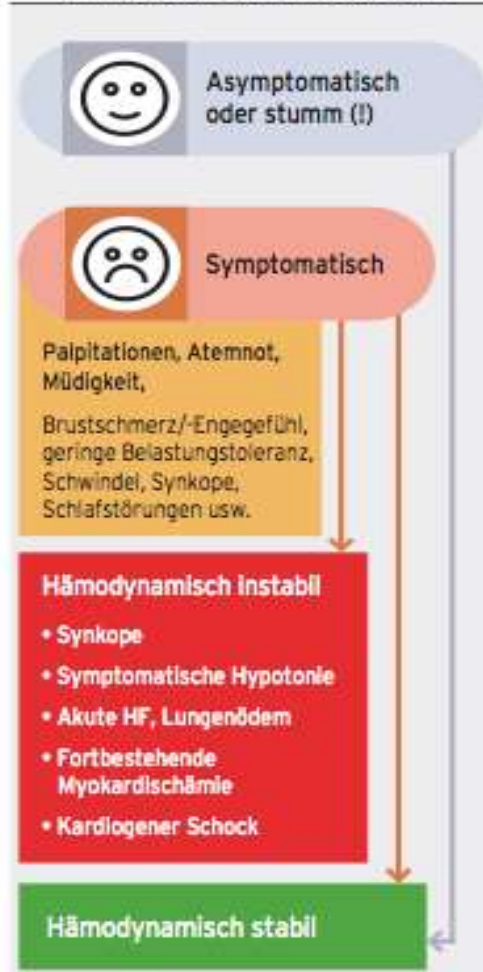 Asymptomatisch
oder stumm (!)
Symptomatisch
Palpitationen, Atemnot,
Müdigkeit,
Brustschmerz/-Engegefühl,
geringe Belastungstoleranz,
Schwindel, Synkope,
Schlafstörungen usw.
Hämodynamisch instabil
• Synkope
• Symptomatische Hypotonie
• Akute HF, Lungenödem
• Fortbestehende
Myokardischämie
• Kardiogener Schock
Hämodynamisch stabil